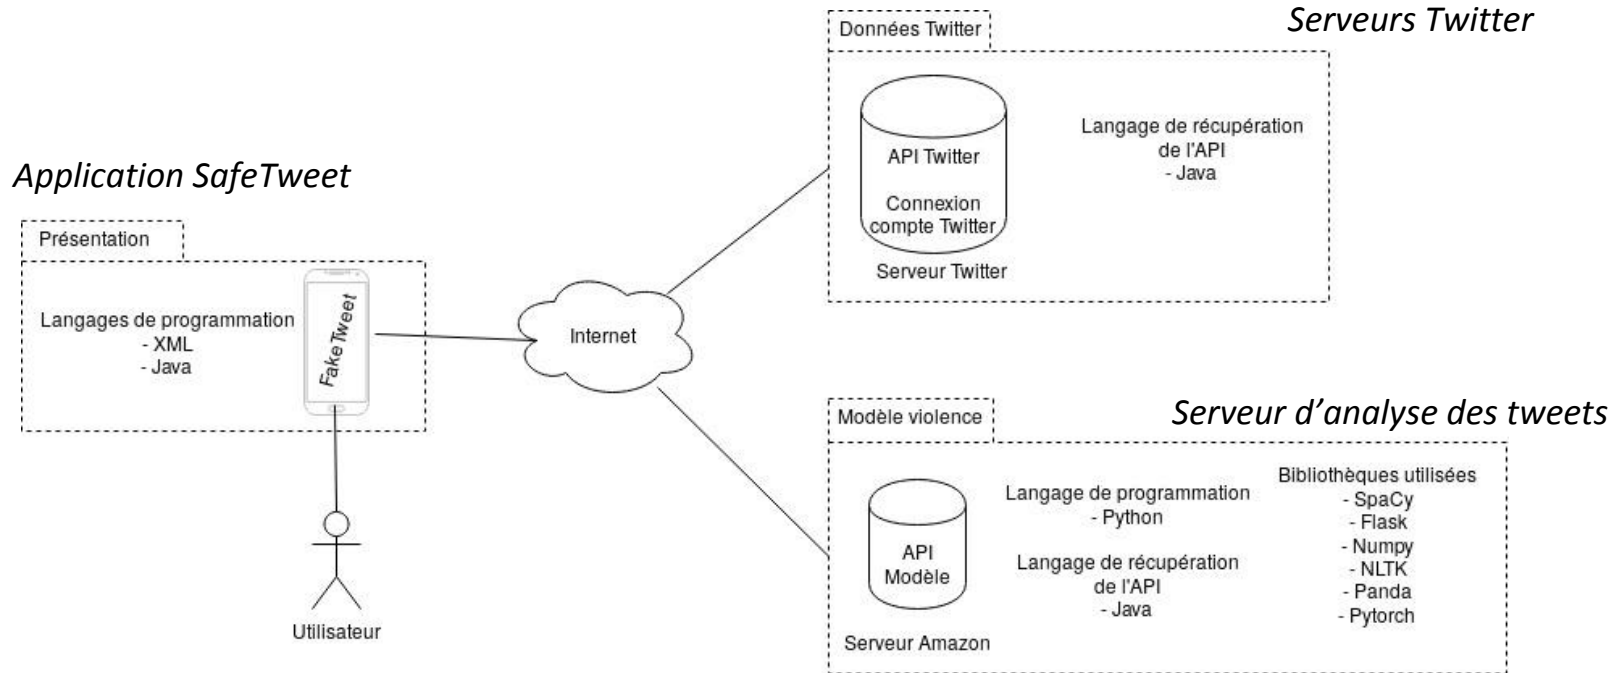 Serveurs Twitter
Données Twitter
API Twitter
Connexion
compte Twitter
Serveur Twitter
Langage de récupération
de l'API
- Java
Application SafeTweet
Présentation
Langages de programmation
- XML
- Java
FakeTweet
Utilisateur
Internet
Serveur d’analyse des tweets
Modèle violence
API
Modèle
Serveur Amazon
Langage de programmation
- Python
Langage de récupération
de l'API
- Java
Bibliothèques utilisées
- SpaCy
- Flask
- Numpy
- NLTK
- Panda
- Pytorch